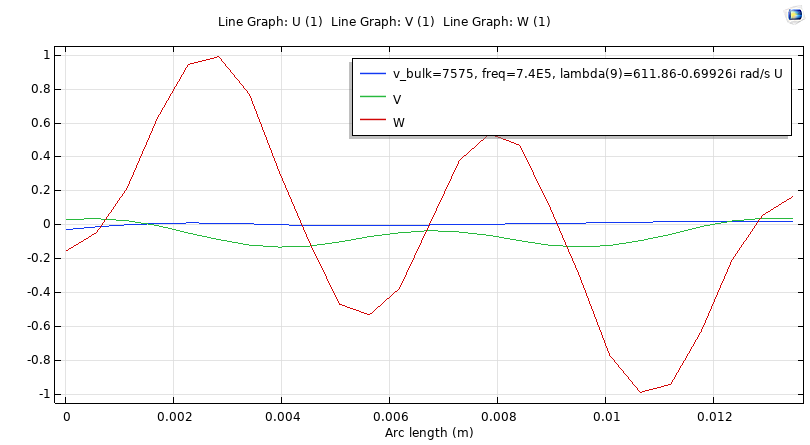 Line Graph: U (1)  Line Graph: V (1)  Line Graph: W (1)
v_bulk=7575, freq=7.4E5, lambda(9)=611.86-0.69926i rad/s U
V
W
1
0.8
0.6
0.4
0.2
0
-0.2
-0.4
-0.6
-0.8
-1
0 0.002 0.004 0.006 0.008 0.01 0.012
Arc length (m)